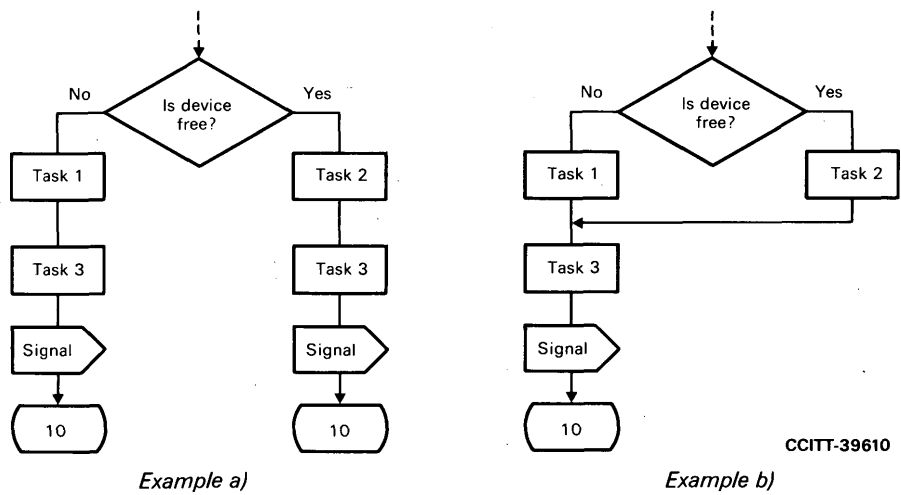 No
Is device
free?
Yes
Task 1
Task 2
Task 3
Task 3
Signal
Signal
10
10
Example a)
No
Is device
free?
Yes
Task 1
Task 2
Task 3
Signal
10
CCITT-39610
Example b)